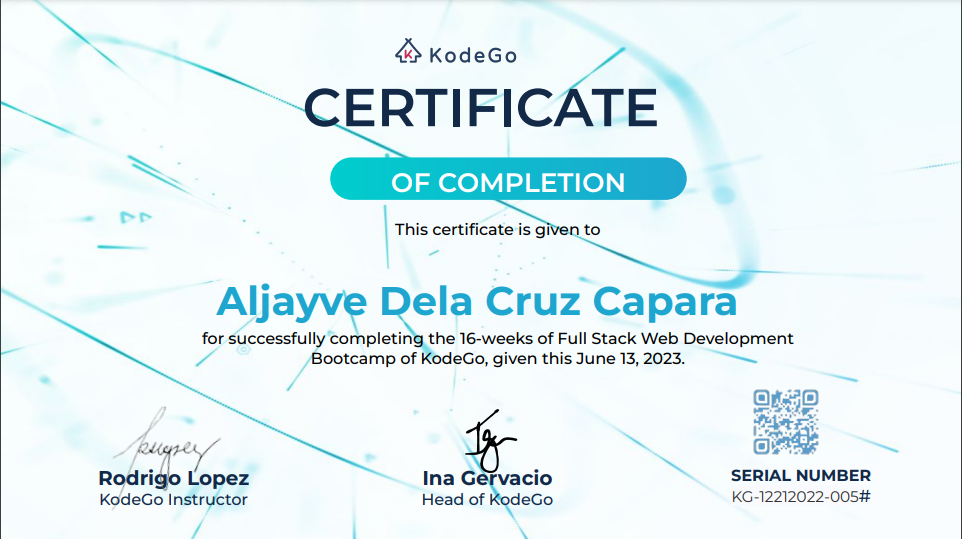 KodeGo
CERTIFICATE
OF COMPLETION
This certificate is given to
Aljayve Dela Cruz Capara
for successfully completing the 16-weeks of Full Stack Web Development
Bootcamp of KodeGo, given this June 13, 2023.
Rodrigo Lopez
KodeGo Instructor
Ina Gervacio
Head of KodeGo
SERIAL NUMBER
KG-12212022-005#